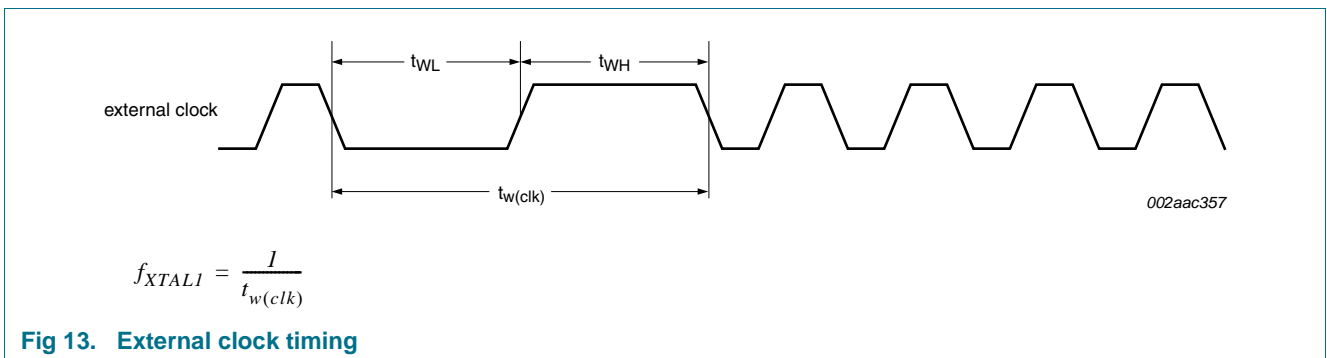 tWL
tWH
external clock
tw(clk)
002aac357
fXTAL1 = 1 / tw(clk)
Fig 13. External clock timing